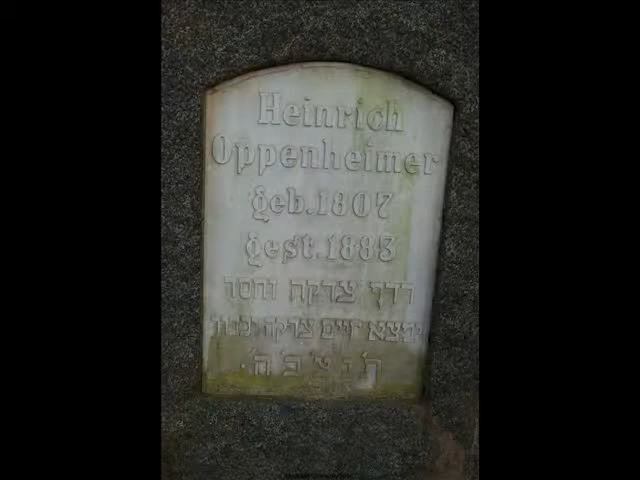 Heinrich
Oppenheimer
geb. 1807
gest. 1883
רדף צדקה וחסד
ימצא חיים צדקה וכבוד
ת' נ' צ' ב' ה'.